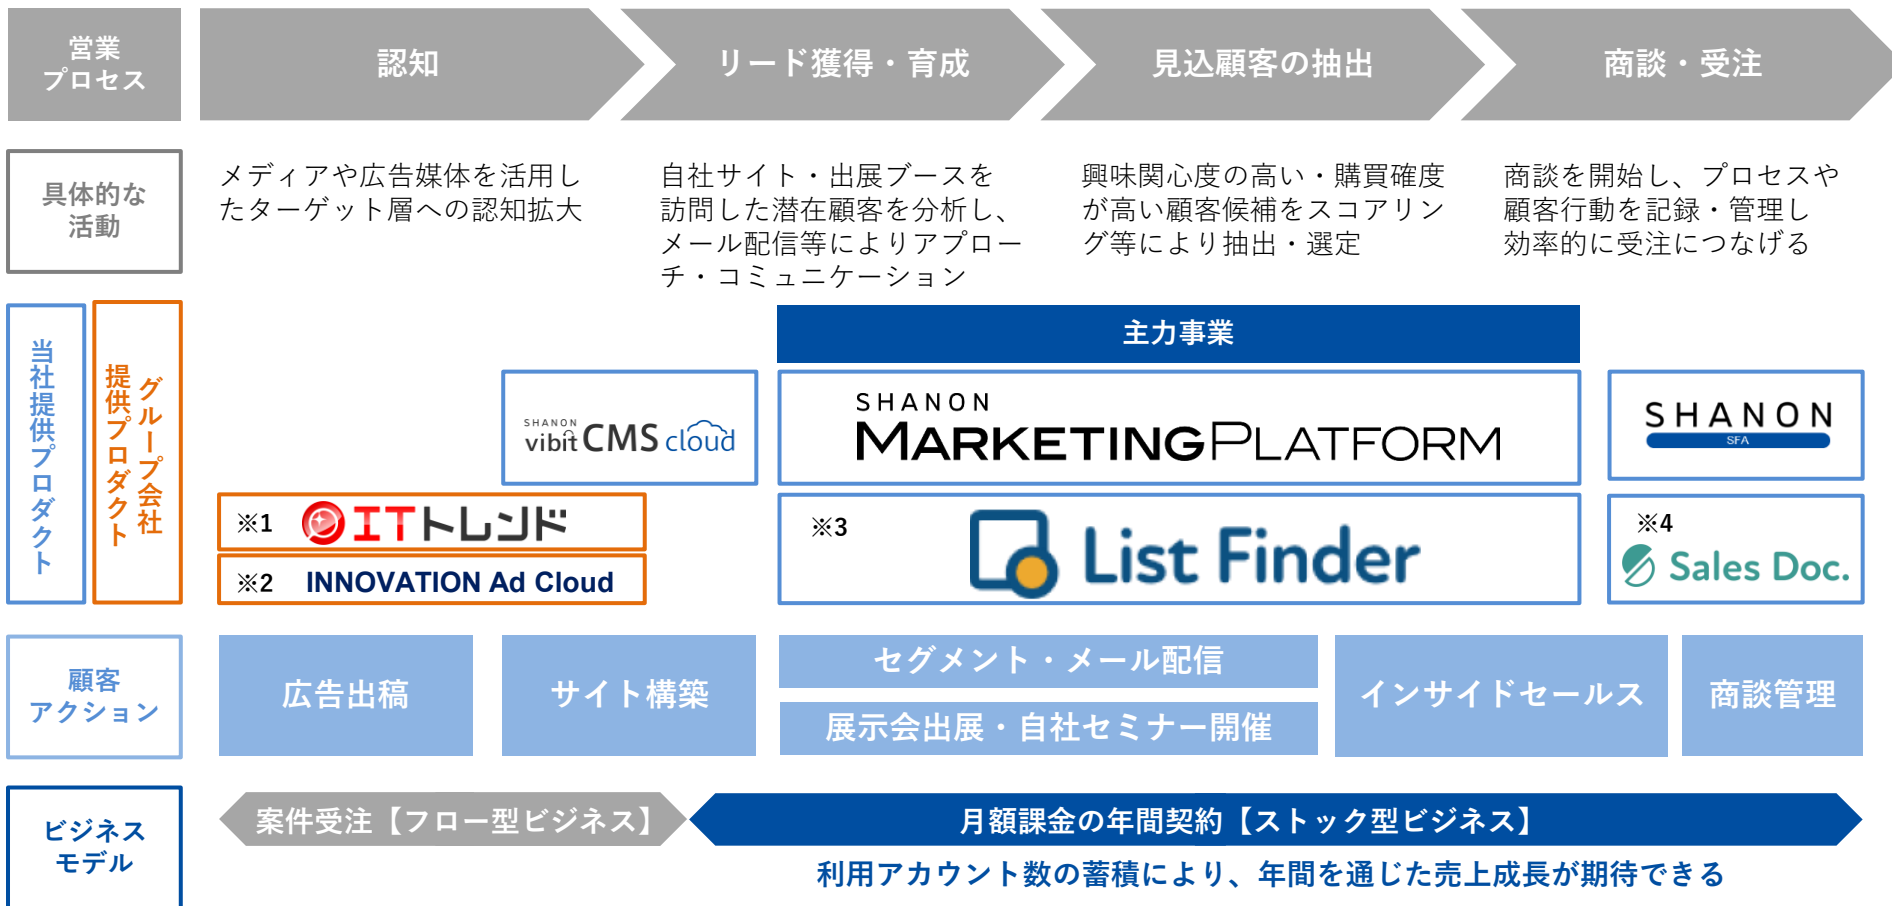 営業
プロセス
認知
リード獲得・育成
見込顧客の抽出
商談・受注
具体的な
活動
メディアや広告媒体を活用し
たターゲット層への認知拡大
自社サイト・出展ブースを
訪問した潜在顧客を分析し、
メール配信等によりアプロー
チ・コミュニケーション
興味関心度の高い・購買確度
が高い顧客候補をスコアリン
グ等により抽出・選定
商談を開始し、プロセスや
顧客行動を記録・管理し
効率的に受注につなげる
当社提供プロダクト
グループ会社
提供プロダクト
主力事業
SHANON
vibit CMS cloud
SHANON
MARKETING PLATFORM
SHANON
SFA
※1 ITトレンド
※2 INNOVATION Ad Cloud
※3 List Finder
※4
Sales Doc.
顧客
アクション
広告出稿
サイト構築
セグメント・メール配信
展示会出展・自社セミナー開催
インサイドセールス
商談管理
ビジネス
モデル
案件受注【フロー型ビジネス】
月額課金の年間契約【ストック型ビジネス】
利用アカウント数の蓄積により、年間を通じた売上成長が期待できる